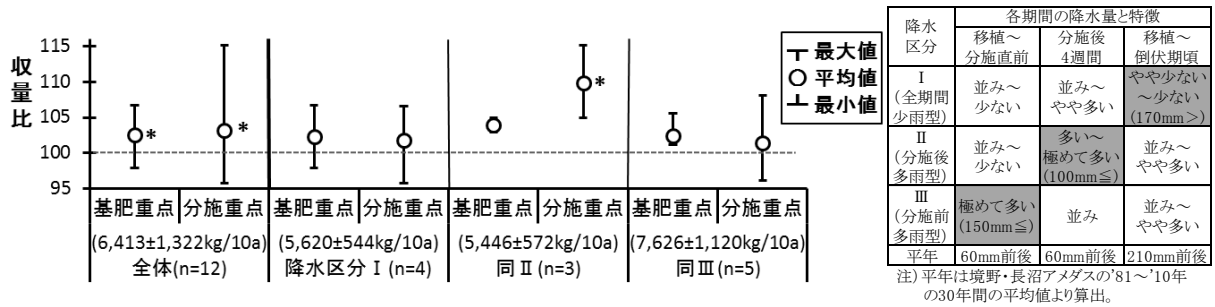 収量比
115
110
105
100
95
*
*
*
最大値
平均値
最小値
基肥重点 分施重点 基肥重点 分施重点 基肥重点 分施重点 基肥重点 分施重点
(6,413±1,322kg/10a) (5,620±544kg/10a) (5,446±572kg/10a) (7,626±1,120kg/10a)
全体(n=12) 降水区分Ⅰ(n=4) 同Ⅱ(n=3) 同Ⅲ(n=5)
降水
区分
各期間の降水量と特徴
移植～ 分施後 移植～
分施直前 4週間 倒伏期頃
Ⅰ
(全期間
少雨型)
並み～
少ない
並み～
やや多い
やや少ない
～少ない
(170mm>)
Ⅱ
(分施後
多雨型)
並み～
少ない
多い～
極めて多い
(100mm≦)
並み～
やや多い
Ⅲ
(分施前
多雨型)
極めて多い
(150mm≦)
並み
並み～
やや多い
平年 60mm前後 60mm前後 210mm前後
注)平年は境野・長沼アメダスの'81～'10年
の30年間の平均値より算出。